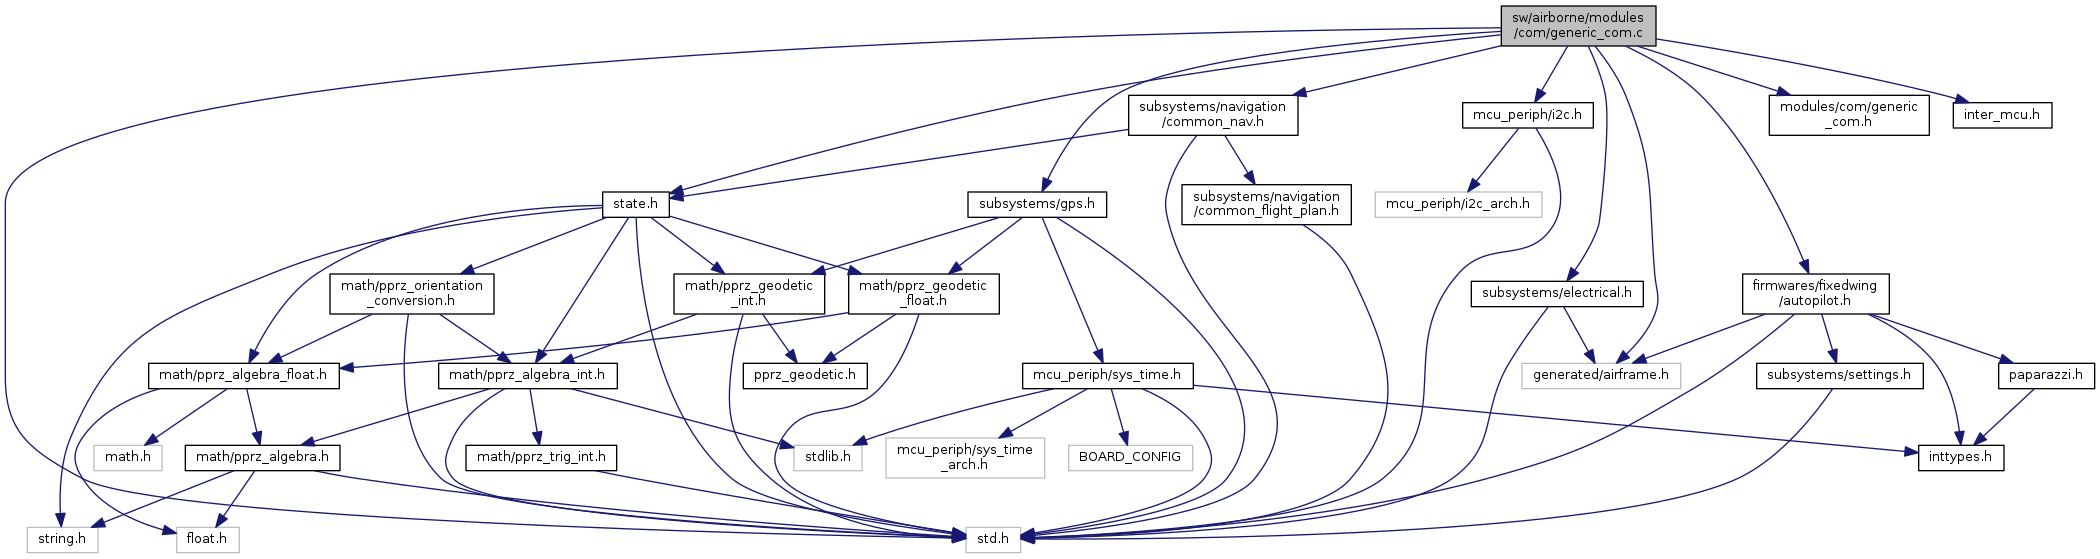 sw/airborne/modules
/com/generic_com.c
subsystems/navigation
/common_nav.h
mcu_periph/i2c.h
modules/com/generic
_com.h
inter_mcu.h
state.h
subsystems/gps.h
subsystems/navigation
/common_flight_plan.h
mcu_periph/i2c_arch.h
math/pprz_orientation
_conversion.h
math/pprz_geodetic
_int.h
math/pprz_geodetic
_float.h
subsystems/electrical.h
firmwares/fixedwing
/autopilot.h
math/pprz_algebra_float.h
math/pprz_algebra_int.h
pprz_geodetic.h
mcu_periph/sys_time.h
generated/airframe.h
subsystems/settings.h
paparazzi.h
math.h
math/pprz_algebra.h
math/pprz_trig_int.h
stdlib.h
mcu_periph/sys_time
_arch.h
BOARD_CONFIG
inttypes.h
string.h
float.h
std.h